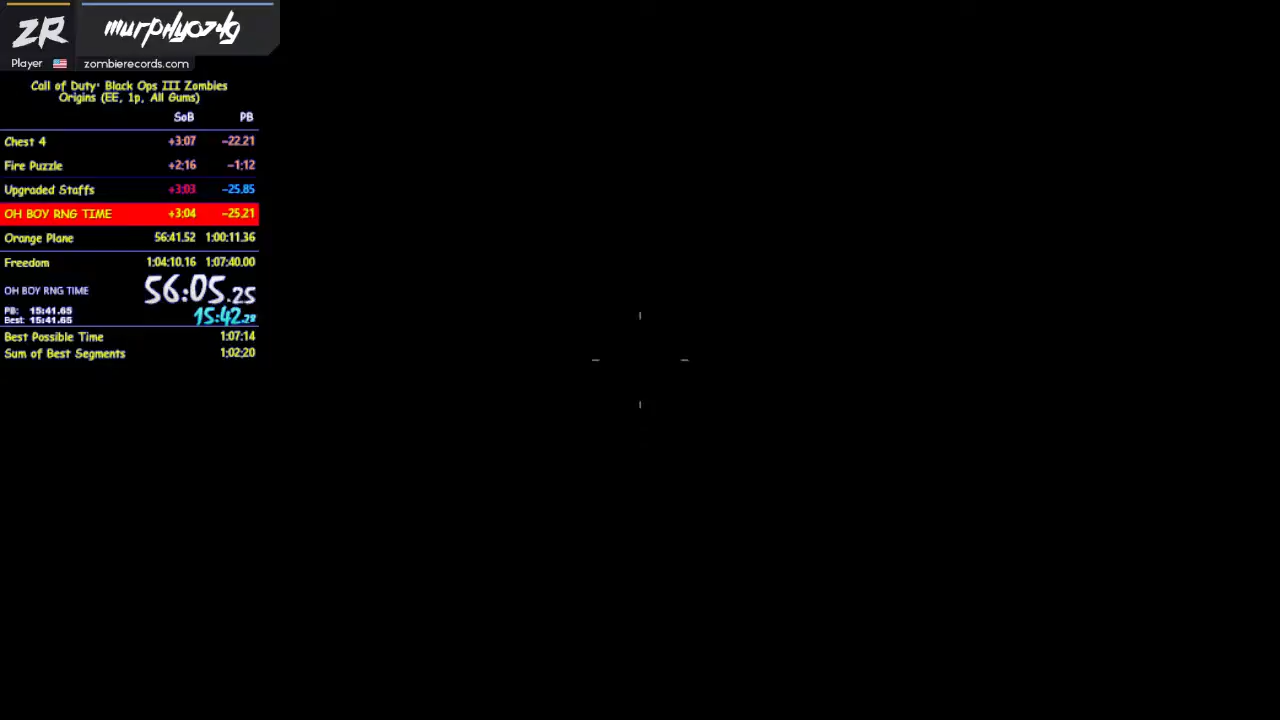 ZR murphyo74g
Player zombierecords.com
Call of Duty: Black Ops III Zombies
Origins (EE, 1p, All Gums)
SoB PB
Chest 4 +3:07 −22.21
Fire Puzzle +2:16 −1:12
Upgraded Staffs +3:03 −25.85
OH BOY RNG TIME +3:04 −25.21
Orange Plane 56:41.52 1:00:11.36
Freedom 1:04:10.16 1:07:40.00
OH BOY RNG TIME 56:05.25
PB: 15:41.65
Best: 15:41.65
15:42.28
Best Possible Time 1:07:14
Sum of Best Segments 1:02:20